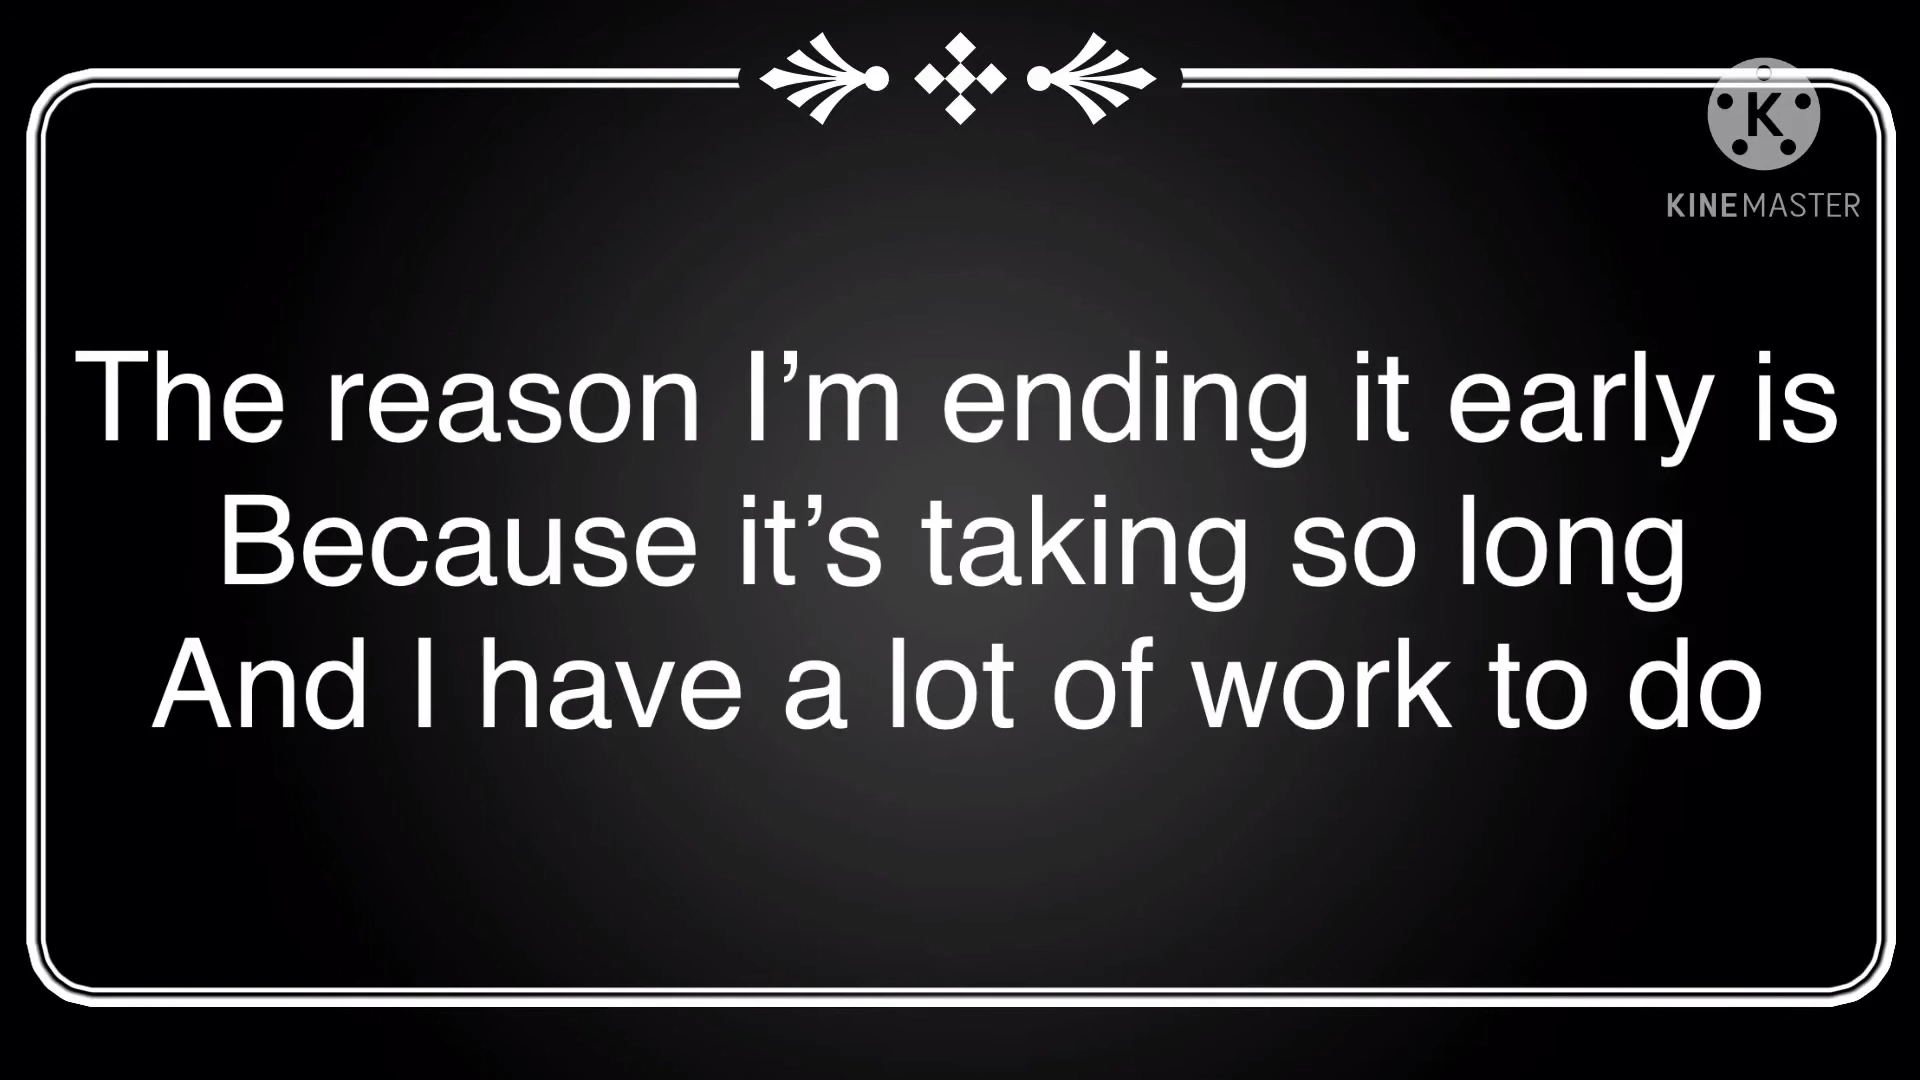 K
KINEMASTER
The reason I’m ending it early is
Because it’s taking so long
And I have a lot of work to do